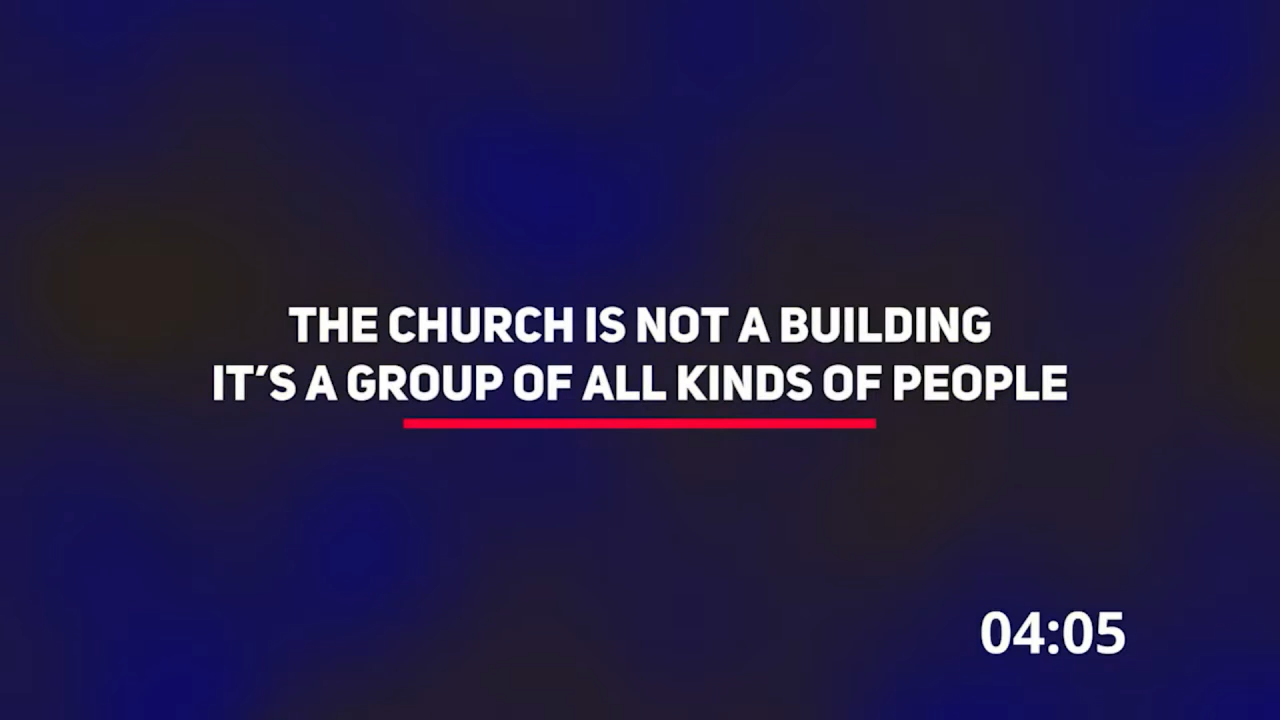 THE CHURCH IS NOT A BUILDING
IT’S A GROUP OF ALL KINDS OF PEOPLE
04:05